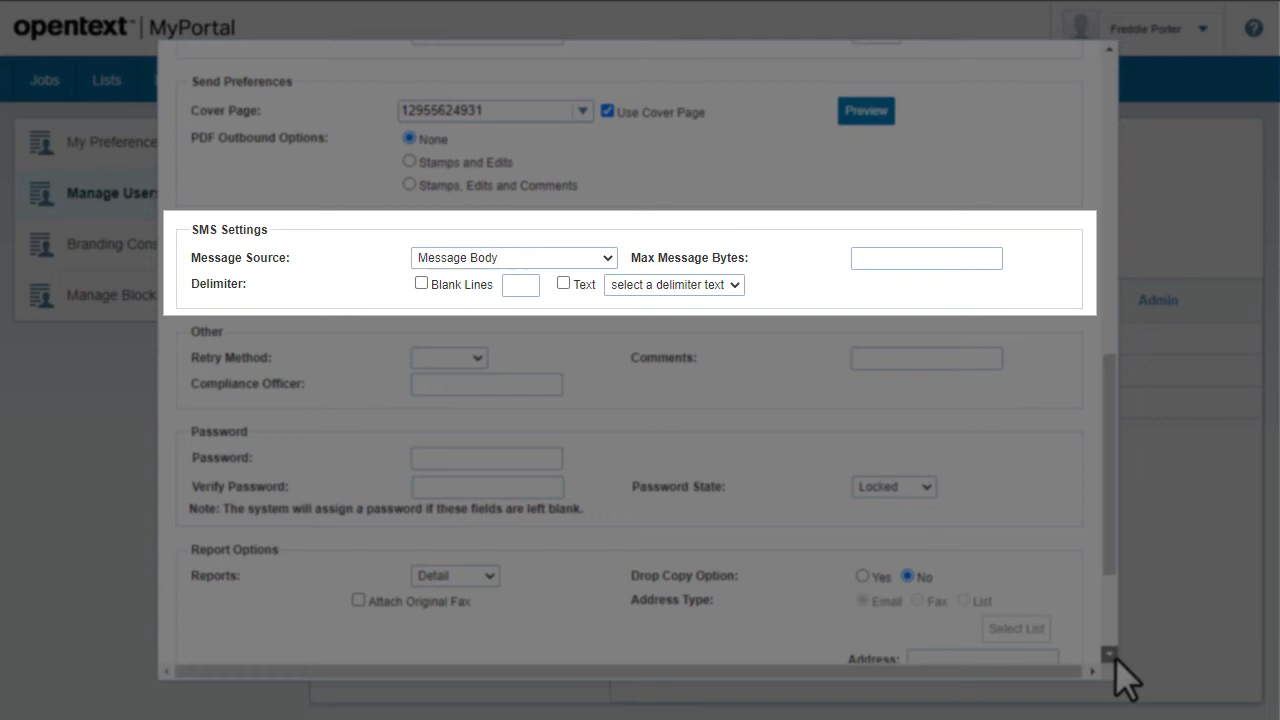 opentext™ | MyPortal
Freddie Porter
Jobs Lists
My Preference
Manage User
Branding Cons
Manage Block
Admin
Send Preferences
Cover Page: 12955624931 Use Cover Page Preview
PDF Outbound Options: None
Stamps and Edits
Stamps, Edits and Comments
SMS Settings
Message Source: Message Body Max Message Bytes:
Delimiter: Blank Lines Text select a delimiter text
Other
Retry Method: Comments:
Compliance Officer:
Password
Password:
Verify Password: Password State: Locked
Note: The system will assign a password if these fields are left blank.
Report Options
Reports: Detail Drop Copy Option: Yes No
Attach Original Fax Address Type: Email Fax List
Select List
Address: